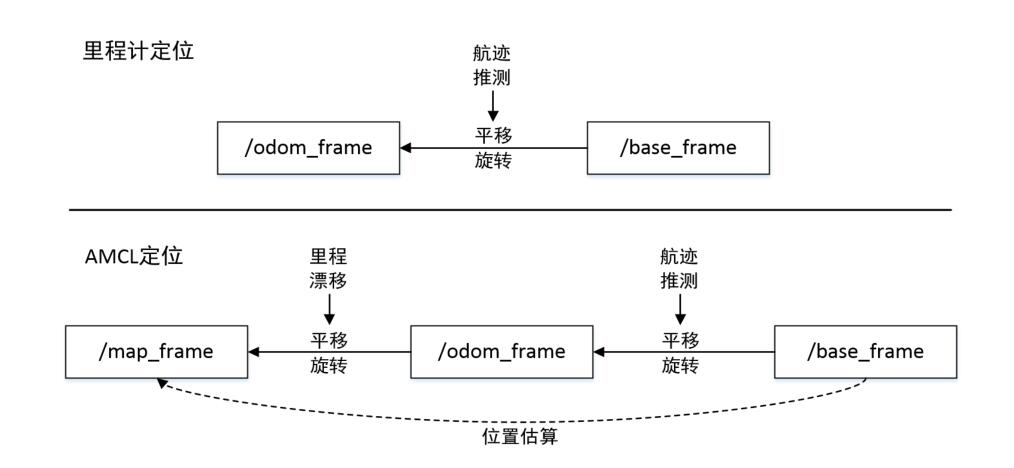 里程计定位
航迹
推测
/odom_frame
平移
旋转
/base_frame
AMCL定位
里程
漂移
航迹
推测
/map_frame
平移
旋转
/odom_frame
平移
旋转
/base_frame
位置估算